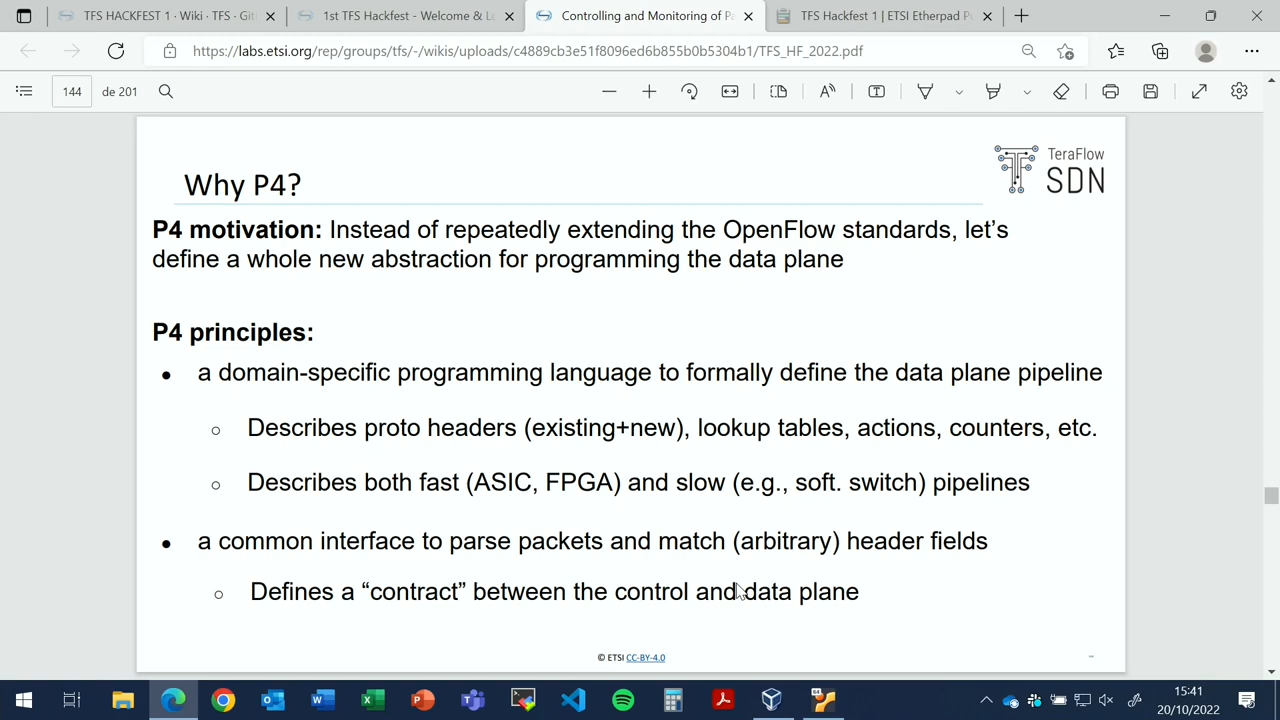 TFS HACKFEST 1 · Wiki · TFS · Git
1st TFS Hackfest - Welcome & Le
Controlling and Monitoring of Pa
TFS Hackfest 1 | ETSI Etherpad P
https://labs.etsi.org/rep/groups/tfs/-/wikis/uploads/c4889cb3e51f8096ed6b855b0b5304b1/TFS_HF_2022.pdf
144 de 201
TeraFlow
SDN
Why P4?
P4 motivation: Instead of repeatedly extending the OpenFlow standards, let’s
define a whole new abstraction for programming the data plane
P4 principles:
● a domain-specific programming language to formally define the data plane pipeline
○ Describes proto headers (existing+new), lookup tables, actions, counters, etc.
○ Describes both fast (ASIC, FPGA) and slow (e.g., soft. switch) pipelines
● a common interface to parse packets and match (arbitrary) header fields
○ Defines a “contract” between the control and data plane
© ETSI CC-BY-4.0
15:41
20/10/2022